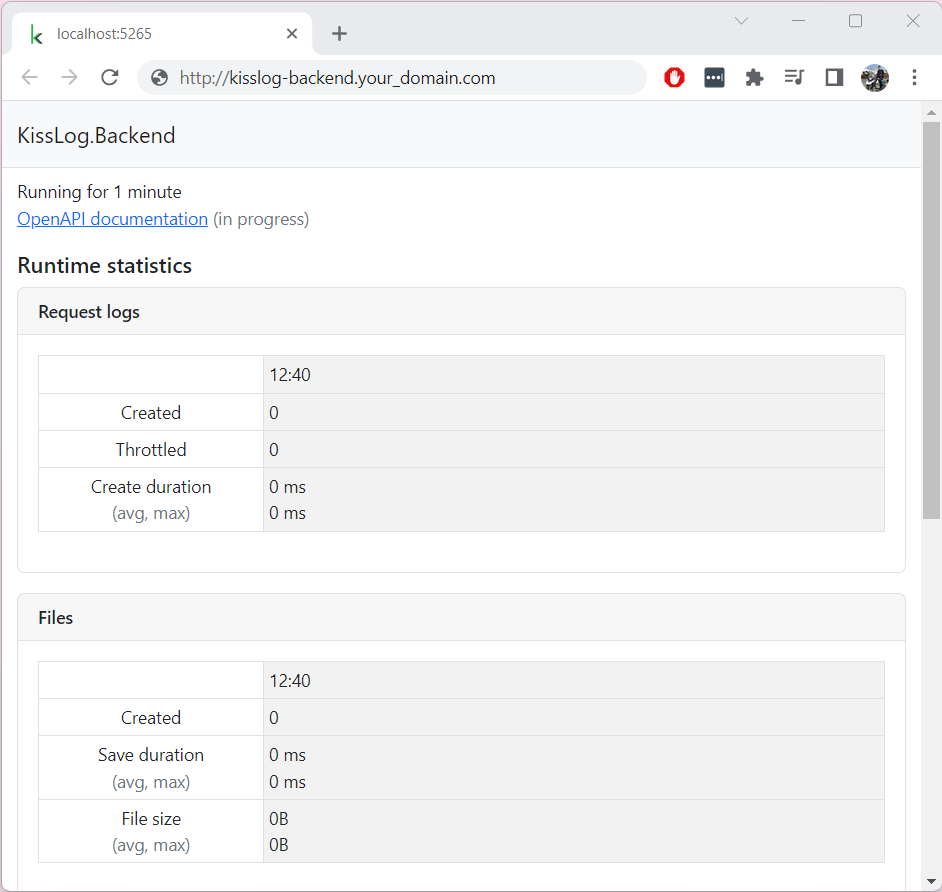 localhost:5265
http://kisslog-backend.your_domain.com
KissLog.Backend
Running for 1 minute
OpenAPI documentation (in progress)
Runtime statistics
Request logs
12:40
Created 0
Throttled 0
Create duration 0 ms
(avg, max) 0 ms
Files
12:40
Created 0
Save duration 0 ms
(avg, max) 0 ms
File size 0B
(avg, max) 0B